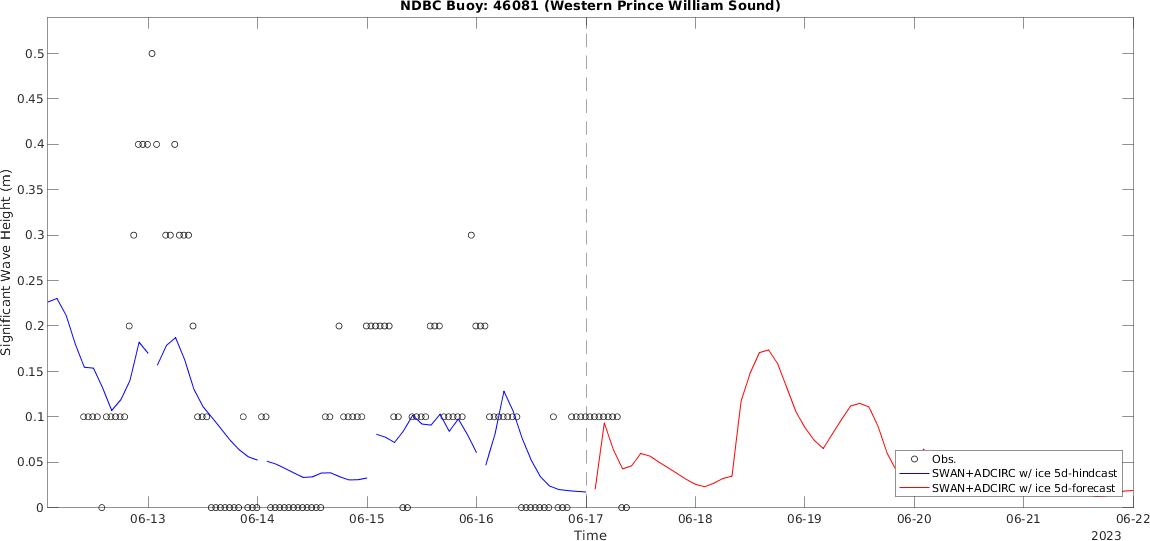 NDBC Buoy: 46081 (Western Prince William Sound)
0.5
0.45
0.4
0.35
0.3
0.25
0.2
0.15
0.1
0.05
0
Significant Wave Height (m)
Obs.
SWAN+ADCIRC w/ ice 5d-hindcast
SWAN+ADCIRC w/ ice 5d-forecast
06-13 06-14 06-15 06-16 06-17 06-18 06-19 06-20 06-21 06-22
Time
2023